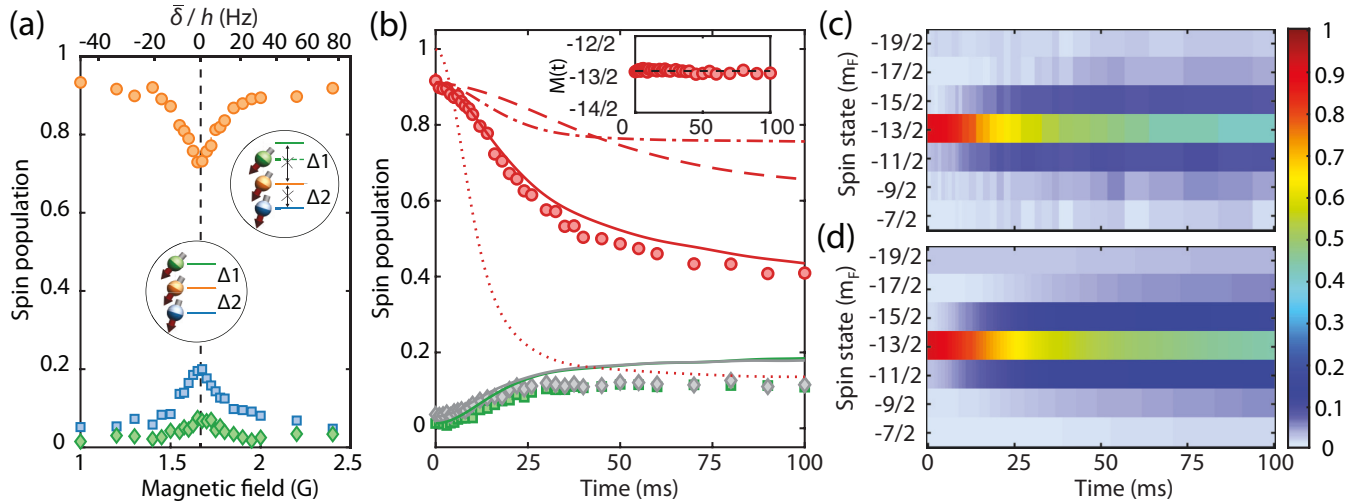 (a)
δ̄ / h (Hz)
-40 -20 0 20 40 60 80
1
0.8
0.6
0.4
0.2
0
Spin population
Δ1
Δ2
Δ1
Δ2
1 1.5 2 2.5
Magnetic field (G)
(b)
1
0.8
0.6
0.4
0.2
0
Spin population
-12/2
-13/2
-14/2
M(t)
0 50 100
0 25 50 75 100
Time (ms)
(c)
-19/2
-17/2
-15/2
-13/2
-11/2
-9/2
-7/2
Spin state (mF)
(d)
-19/2
-17/2
-15/2
-13/2
-11/2
-9/2
-7/2
Spin state (mF)
0 25 50 75 100
Time (ms)
1
0.9
0.8
0.7
0.6
0.5
0.4
0.3
0.2
0.1
0